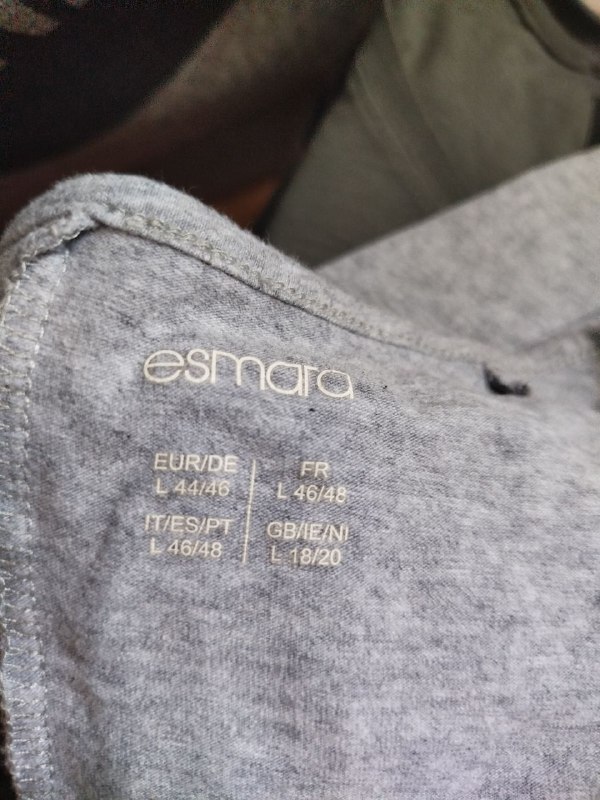 esmara
EUR/DE
L 44/46
FR
L 46/48
IT/ES/PT
L 46/48
GB/IE/NI
L 18/20